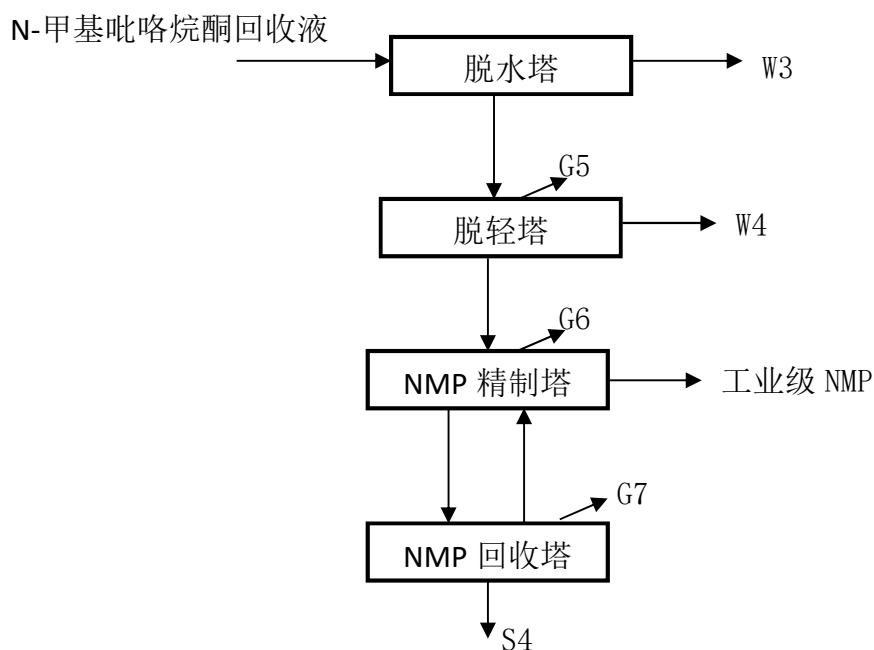 N-甲基吡咯烷酮回收液
脱水塔
W3
G5
脱轻塔
W4
G6
NMP 精制塔
工业级 NMP
G7
NMP 回收塔
S4